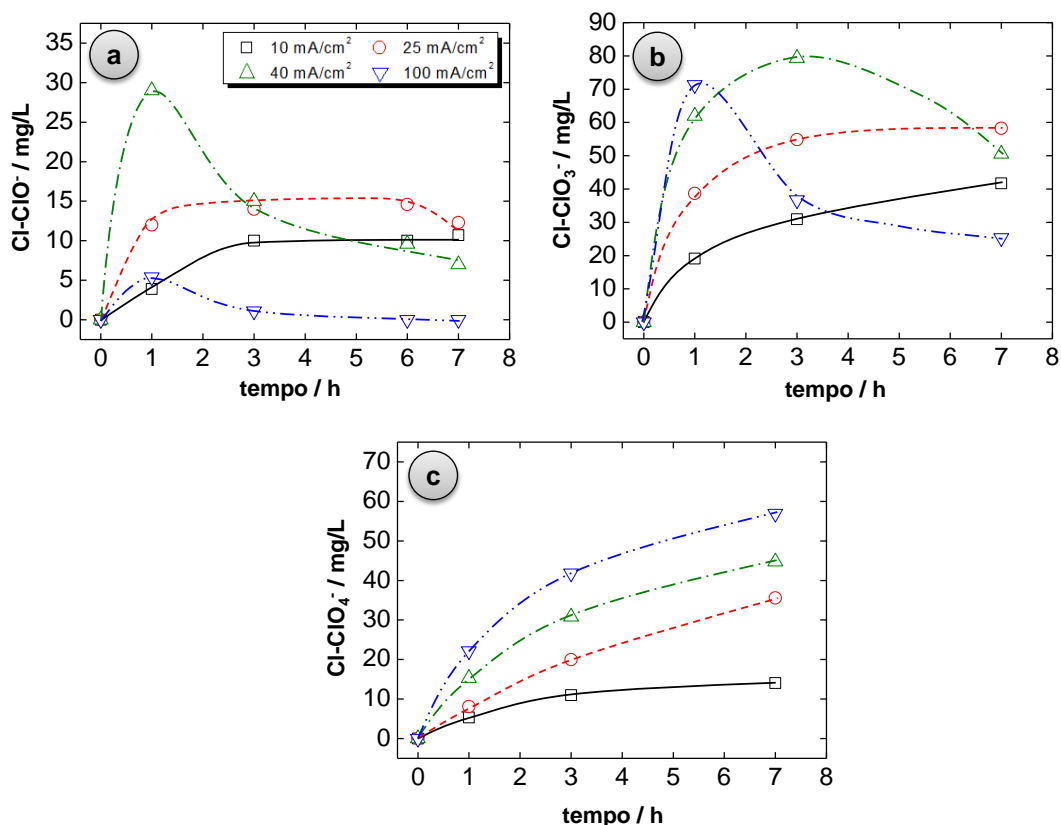 a
10 mA/cm² 25 mA/cm²
40 mA/cm² 100 mA/cm²
Cl-ClO⁻ / mg/L
35
30
25
20
15
10
5
0
0 1 2 3 4 5 6 7 8
tempo / h
b
Cl-ClO₃⁻ / mg/L
90
80
70
60
50
40
30
20
10
0
0 1 2 3 4 5 6 7 8
tempo / h
c
Cl-ClO₄⁻ / mg/L
70
60
50
40
30
20
10
0
0 1 2 3 4 5 6 7 8
tempo / h